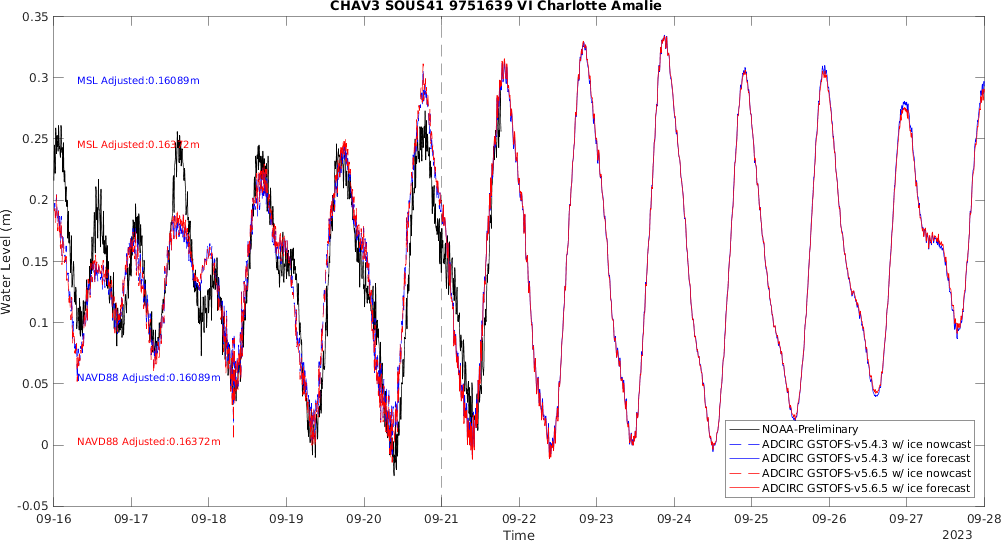 CHAV3 SOUS41 9751639 VI Charlotte Amalie
0.35
0.3
0.25
0.2
0.15
0.1
0.05
0
-0.05
Water Level (m)
MSL Adjusted:0.16089m
MSL Adjusted:0.16372m
NAVD88 Adjusted:0.16089m
NAVD88 Adjusted:0.16372m
NOAA-Preliminary
ADCIRC GSTOFS-v5.4.3 w/ ice nowcast
ADCIRC GSTOFS-v5.4.3 w/ ice forecast
ADCIRC GSTOFS-v5.6.5 w/ ice nowcast
ADCIRC GSTOFS-v5.6.5 w/ ice forecast
09-16 09-17 09-18 09-19 09-20 09-21 09-22 09-23 09-24 09-25 09-26 09-27 09-28
Time
2023